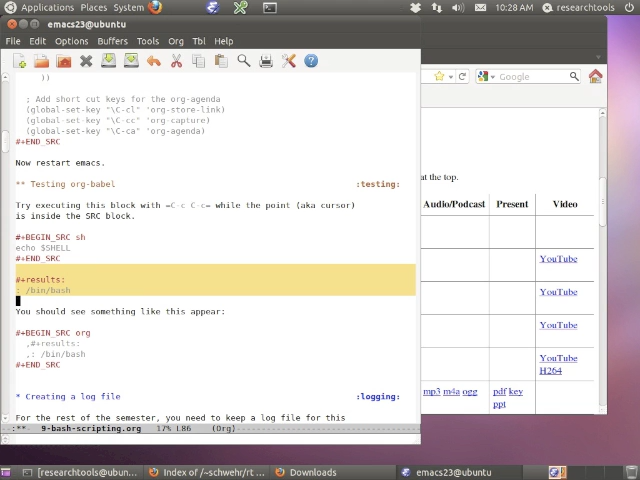 Applications Places System
10:28 AM researchtools
emacs23@ubuntu
File Edit Options Buffers Tools Org Tbl Help
Google
))
; Add short cut keys for the org-agenda
(global-set-key "\C-cl" 'org-store-link)
(global-set-key "\C-cc" 'org-capture)
(global-set-key "\C-ca" 'org-agenda)
#+END_SRC
Now restart emacs.
** Testing org-babel :testing:
Try executing this block with =C-c C-c= while the point (aka cursor)
is inside the SRC block.
#+BEGIN_SRC sh
echo $SHELL
#+END_SRC
#+results:
: /bin/bash
You should see something like this appear:
#+BEGIN_SRC org
,#+results:
,: /bin/bash
#+END_SRC
* Creating a log file :logging:
For the rest of the semester, you need to keep a log file for this
-:**- 9-bash-scripting.org 17% L86 (Org)
at the top.
Audio/Podcast Present Video
YouTube
YouTube
YouTube
YouTube
H264
mp3 m4a ogg pdf key
ppt
[researchtools@ubun... Index of /~schwehr/rt ... Downloads emacs23@ubuntu